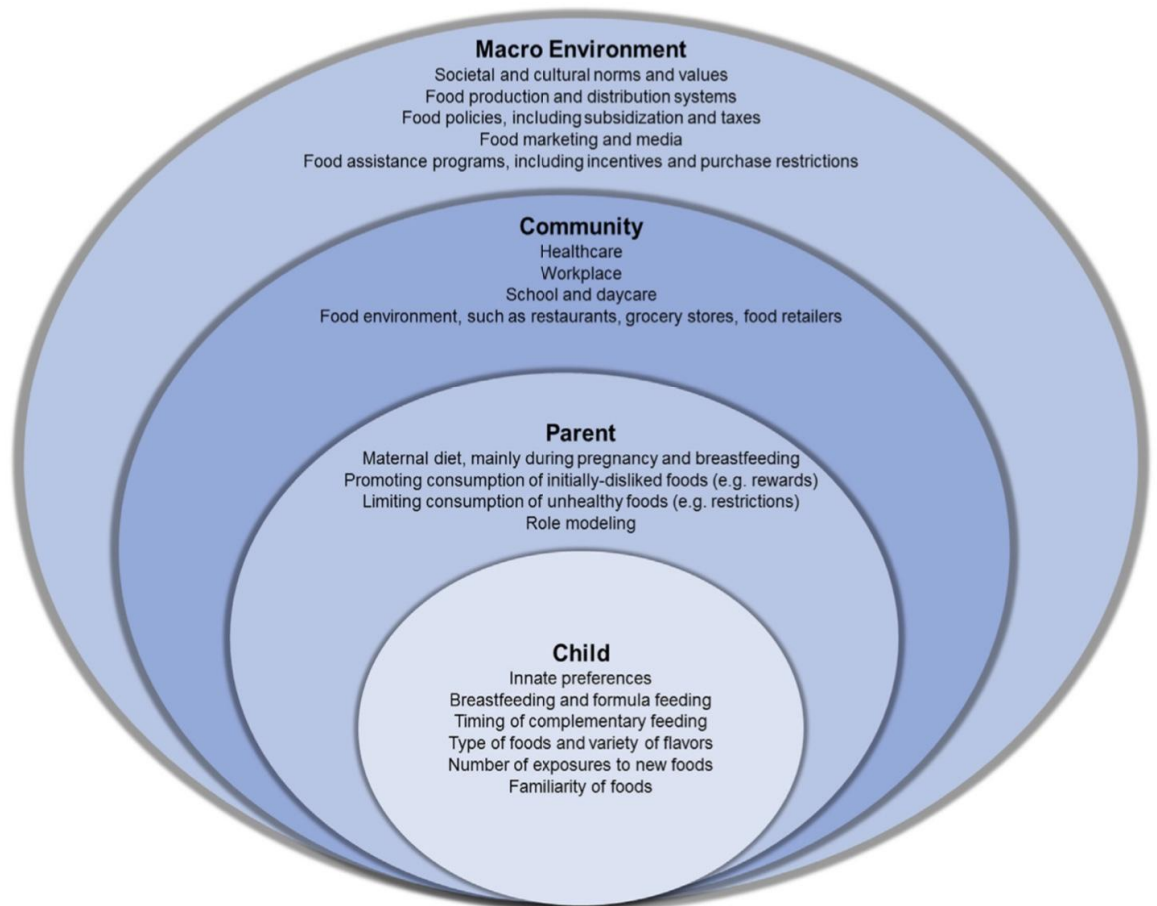 Macro Environment
Societal and cultural norms and values
Food production and distribution systems
Food policies, including subsidization and taxes
Food marketing and media
Food assistance programs, including incentives and purchase restrictions
Community
Healthcare
Workplace
School and daycare
Food environment, such as restaurants, grocery stores, food retailers
Parent
Maternal diet, mainly during pregnancy and breastfeeding
Promoting consumption of initially-disliked foods (e.g. rewards)
Limiting consumption of unhealthy foods (e.g. restrictions)
Role modeling
Child
Innate preferences
Breastfeeding and formula feeding
Timing of complementary feeding
Type of foods and variety of flavors
Number of exposures to new foods
Familiarity of foods